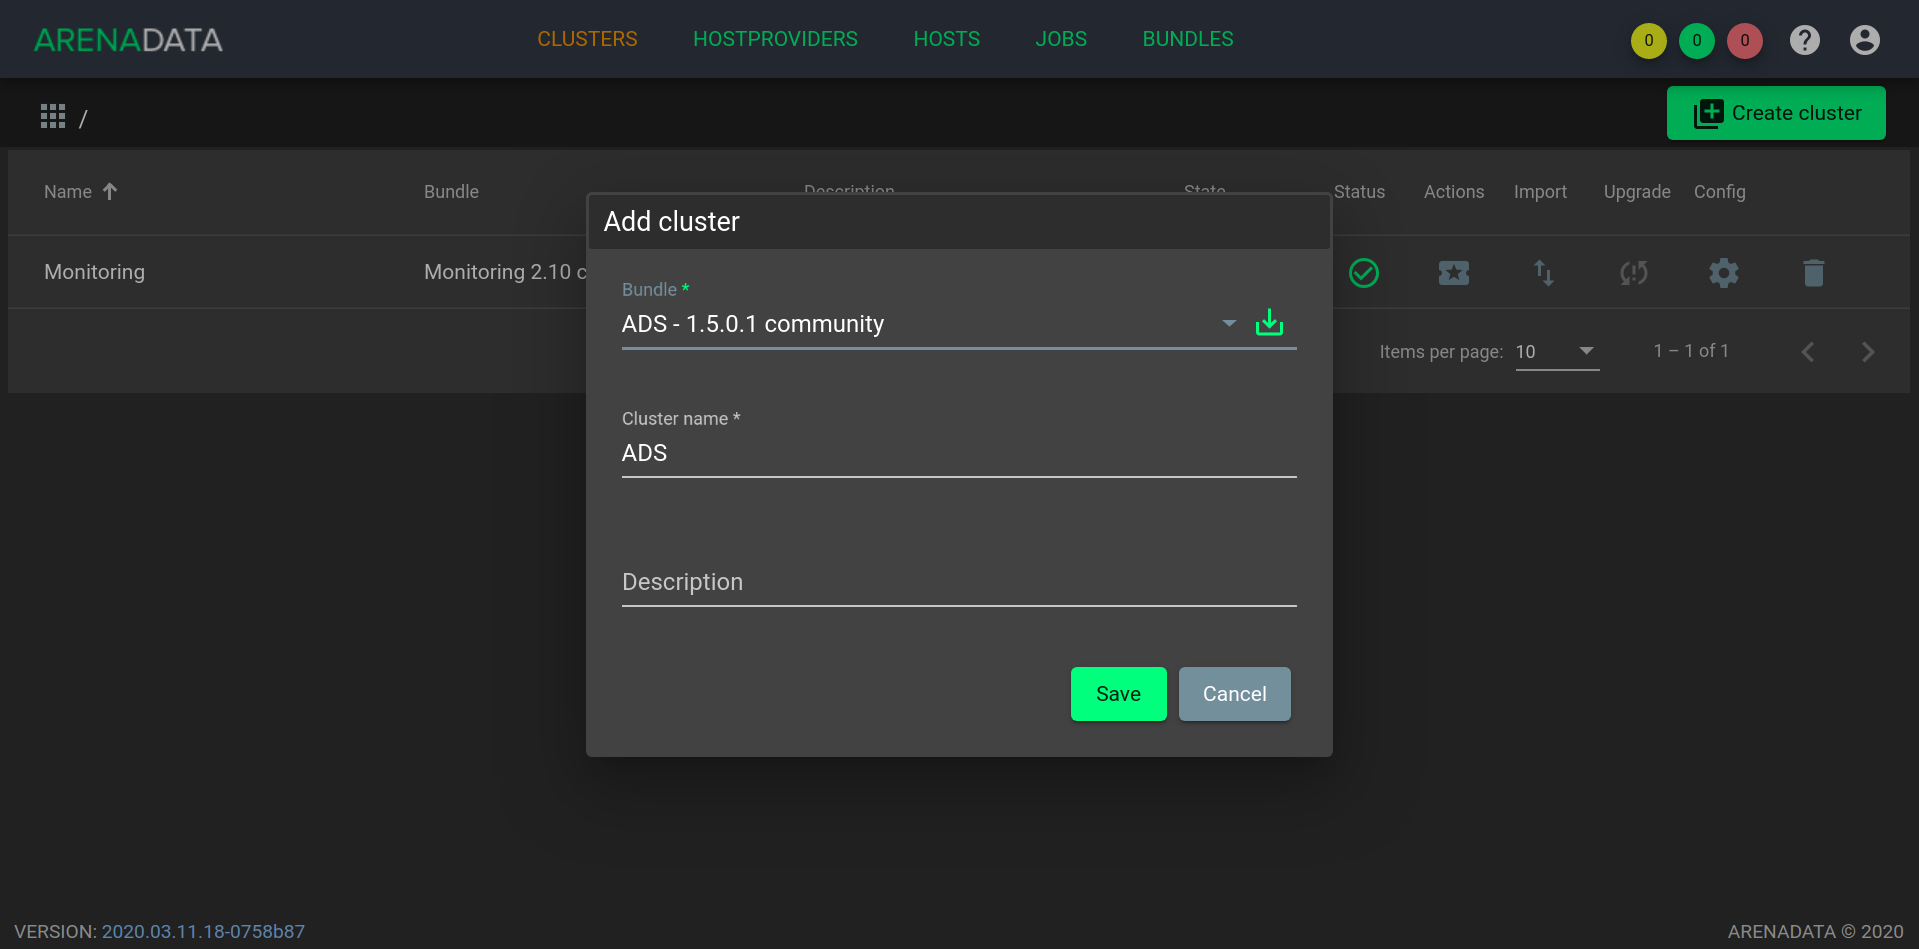 ARENADATA
CLUSTERS HOSTPROVIDERS HOSTS JOBS BUNDLES
0 0 0 ?
/
Create cluster
Name Bundle Description State Status Actions Import Upgrade Config
Monitoring Monitoring 2.10 c
Items per page: 10 1 – 1 of 1
Add cluster
Bundle *
ADS - 1.5.0.1 community
Cluster name *
ADS
Description
Save Cancel
VERSION: 2020.03.11.18-0758b87
ARENADATA © 2020